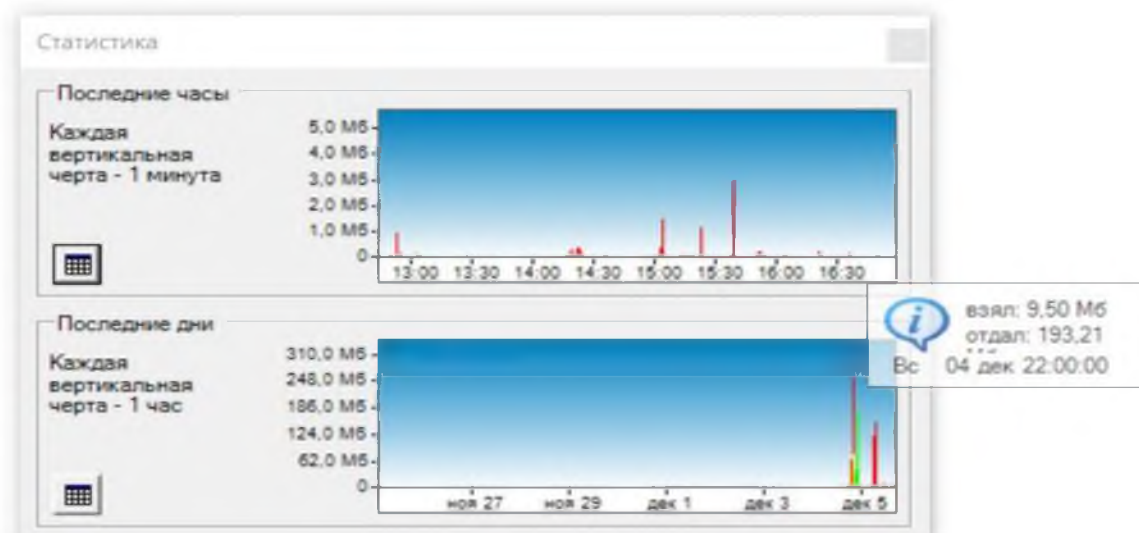 Статистика
Последние часы
Каждая
вертикальная
черта - 1 минута
5,0 Мб
4,0 Мб
3,0 Мб
2,0 Мб
1,0 Мб
0
13:00 13:30 14:00 14:30 15:00 15:30 16:00 16:30
взял: 9,50 Мб
отдал: 193,21
Вс 04 дек 22:00:00
Последние дни
Каждая
вертикальная
черта - 1 час
310,0 Мб
248,0 Мб
186,0 Мб
124,0 Мб
62,0 Мб
0
ноя 27 ноя 29 дек 1 дек 3 дек 5